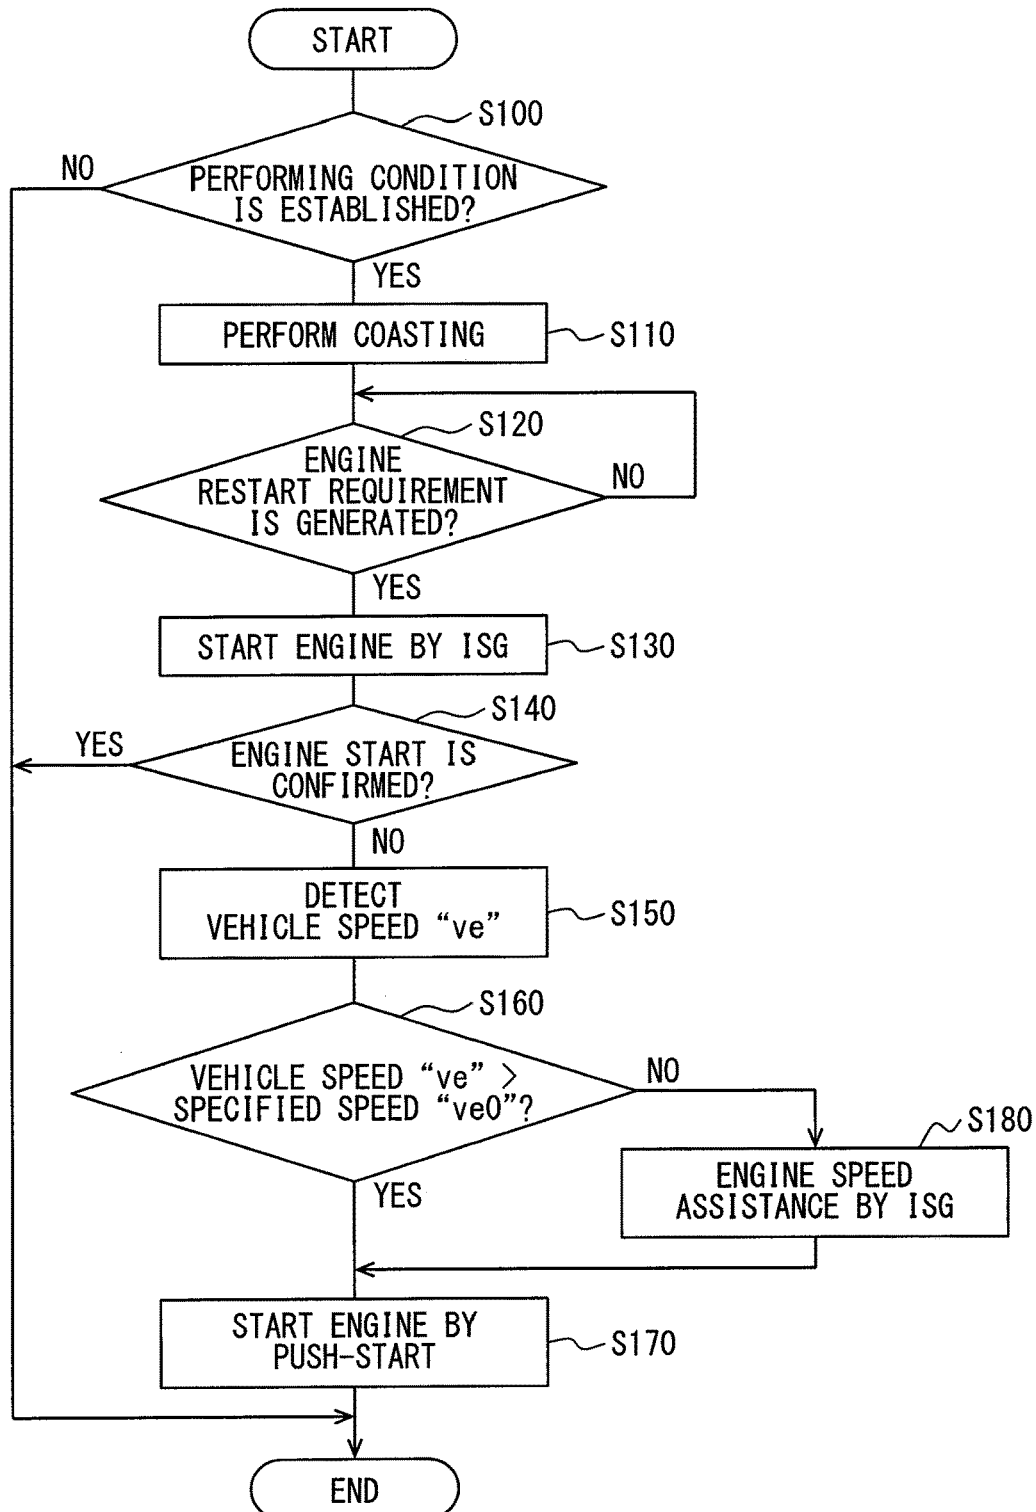 START
S100
NO
PERFORMING CONDITION
IS ESTABLISHED?
YES
PERFORM COASTING
S110
S120
ENGINE
RESTART REQUIREMENT
IS GENERATED?
NO
YES
START ENGINE BY ISG
S130
S140
YES
ENGINE START IS
CONFIRMED?
NO
DETECT
VEHICLE SPEED “ve”
S150
S160
VEHICLE SPEED “ve” >
SPECIFIED SPEED “ve0”?
NO
S180
ENGINE SPEED
ASSISTANCE BY ISG
YES
START ENGINE BY
PUSH-START
S170
END